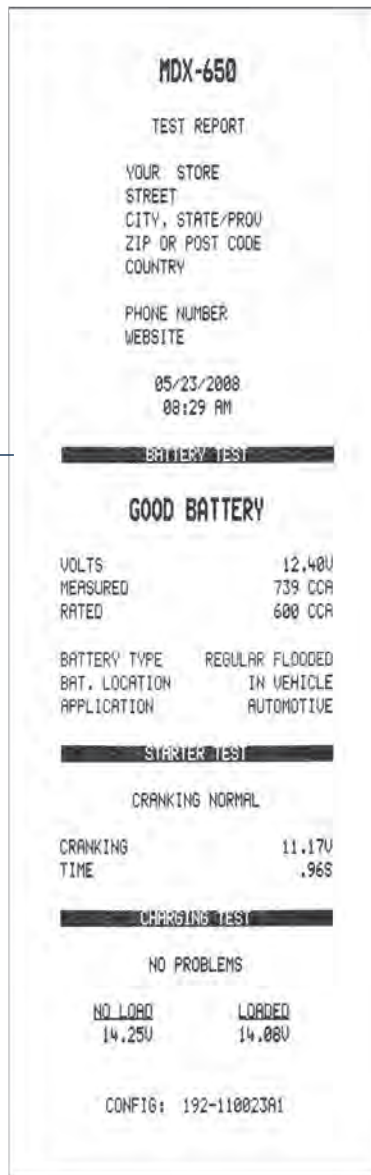 MDX-650
TEST REPORT
YOUR STORE
STREET
CITY, STATE/PROV
ZIP OR POST CODE
COUNTRY
PHONE NUMBER
WEBSITE
05/23/2008
08:29 AM
BATTERY TEST
GOOD BATTERY
VOLTS 12.40V
MEASURED 739 CCA
RATED 600 CCA
BATTERY TYPE REGULAR FLOODED
BAT. LOCATION IN VEHICLE
APPLICATION AUTOMOTIVE
STARTER TEST
CRANKING NORMAL
CRANKING 11.17V
TIME .96S
CHARGING TEST
NO PROBLEMS
NO LOAD LOADED
14.25V 14.08V
CONFIG: 192-110023A1